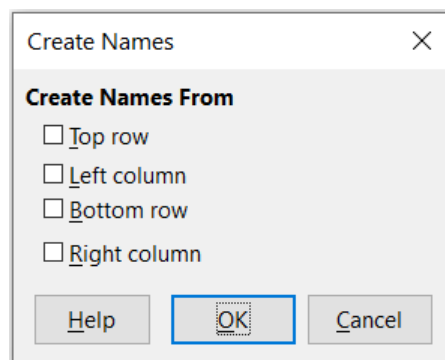 Create Names
Create Names From
Top row
Left column
Bottom row
Right column
Help OK Cancel